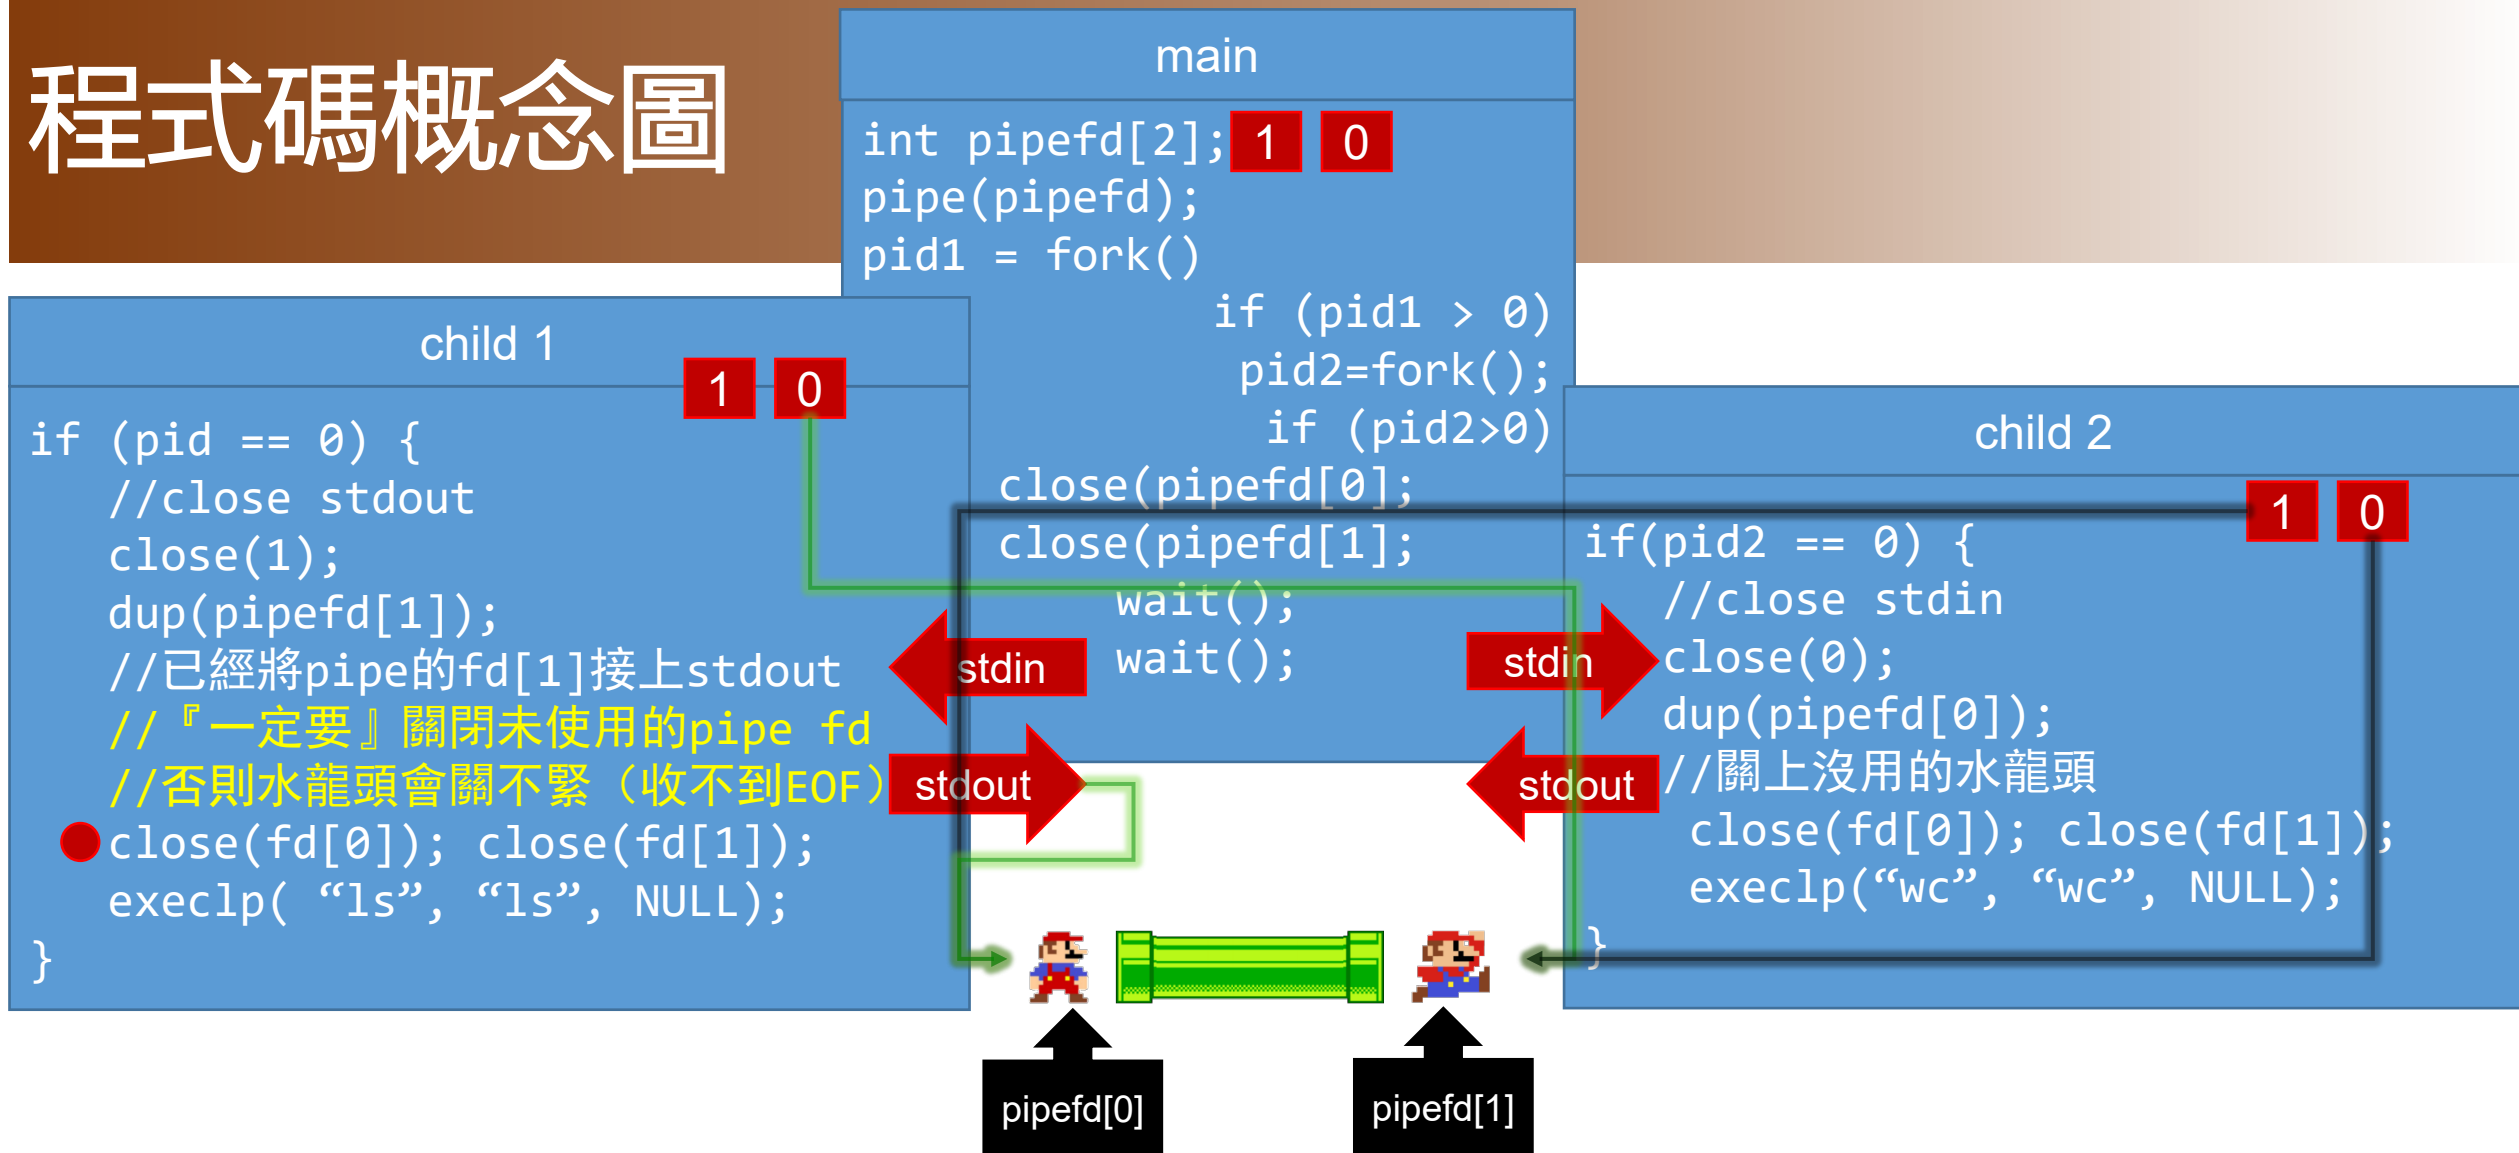 程式碼概念圖
main
int pipefd[2];
1 0
pipe(pipefd);
pid1 = fork()
if (pid1 > 0)
pid2=fork();
if (pid2>0)
close(pipefd[0];
close(pipefd[1];
wait();
wait();
child 1
1 0
if (pid == 0) {
//close stdout
close(1);
dup(pipefd[1]);
//已經將pipe的fd[1]接上stdout
//『一定要』關閉未使用的pipe fd
//否則水龍頭會關不緊（收不到EOF）
close(fd[0]); close(fd[1]);
execlp( “ls”, “ls”, NULL);
}
stdin
stdout
child 2
1 0
if(pid2 == 0) {
//close stdin
close(0);
dup(pipefd[0]);
//關上沒用的水龍頭
close(fd[0]); close(fd[1]);
execlp(“wc”, “wc”, NULL);
}
stdin
stdout
pipefd[0]
pipefd[1]